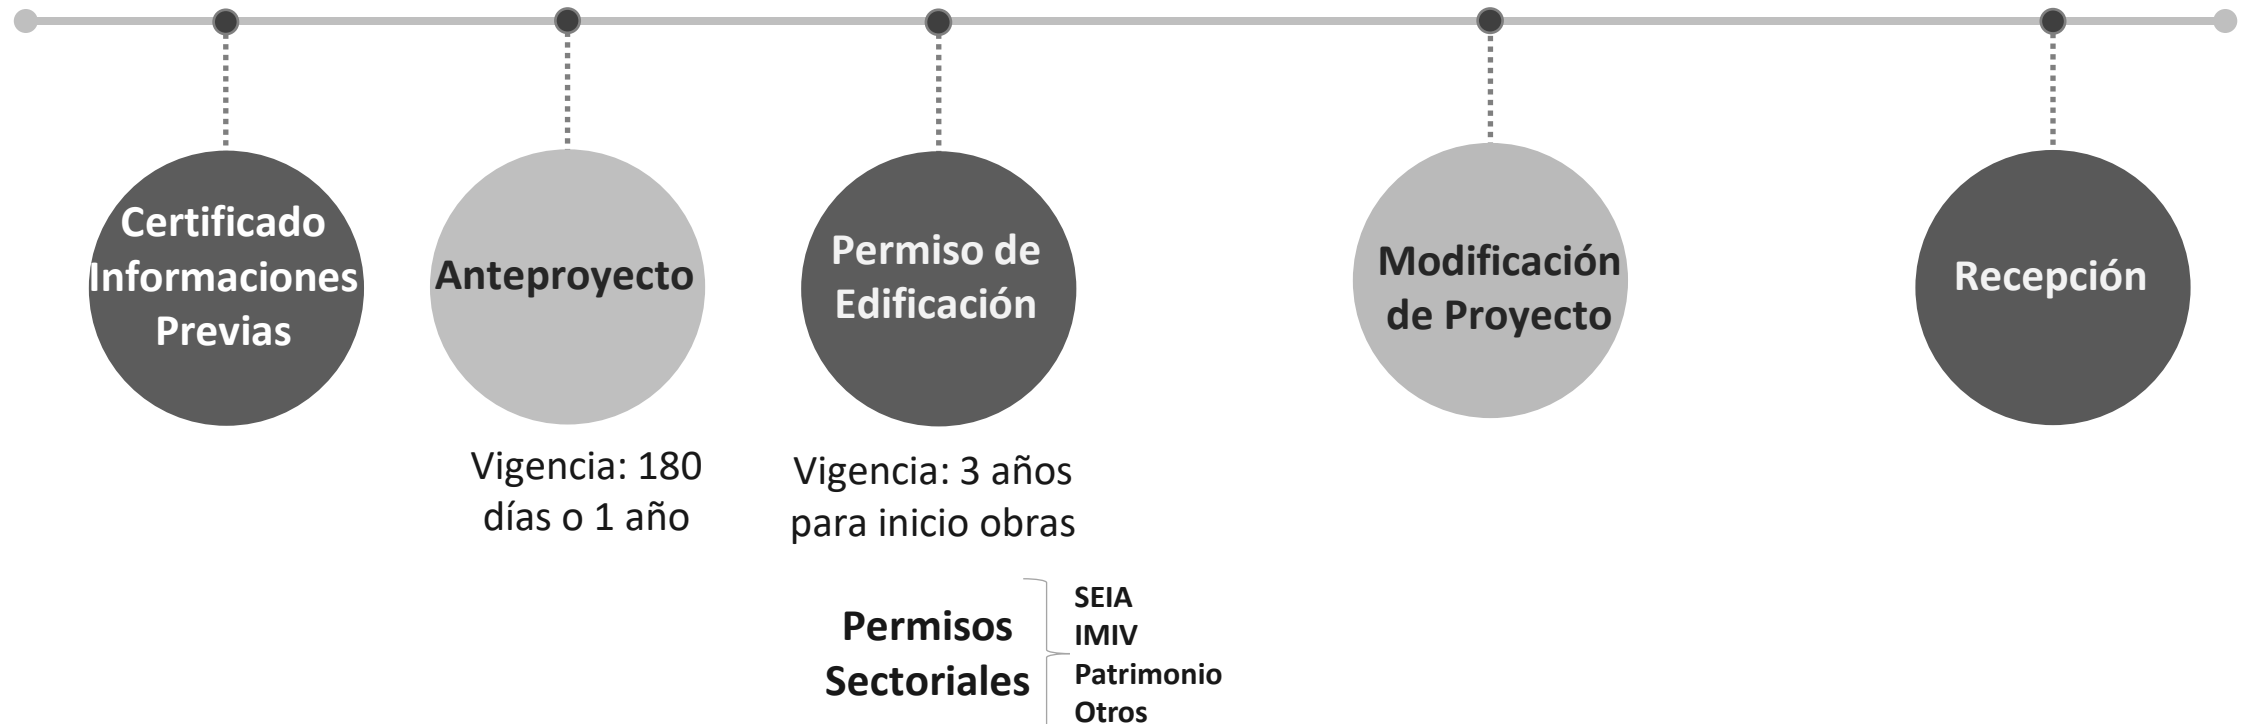 Certificado
Informaciones
Previas
Anteproyecto
Permiso de
Edificación
Modificación
de Proyecto
Recepción
Vigencia: 180
días o 1 año
Vigencia: 3 años
para inicio obras
Permisos
Sectoriales
SEIA
IMIV
Patrimonio
Otros